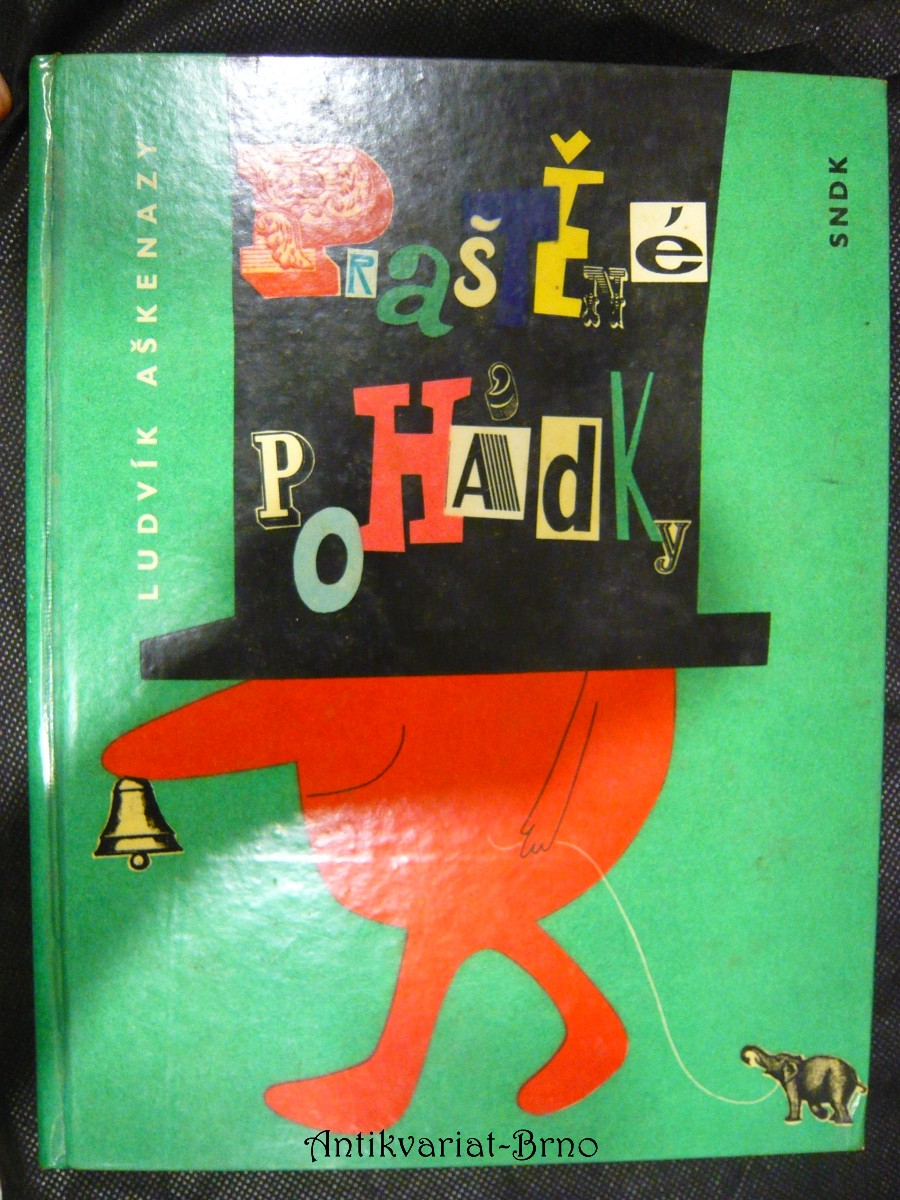 LUDVÍK AŠKENAZY
PRaŠTĚNé
POHÁdKy
SNDK
Antikvariat-Brno